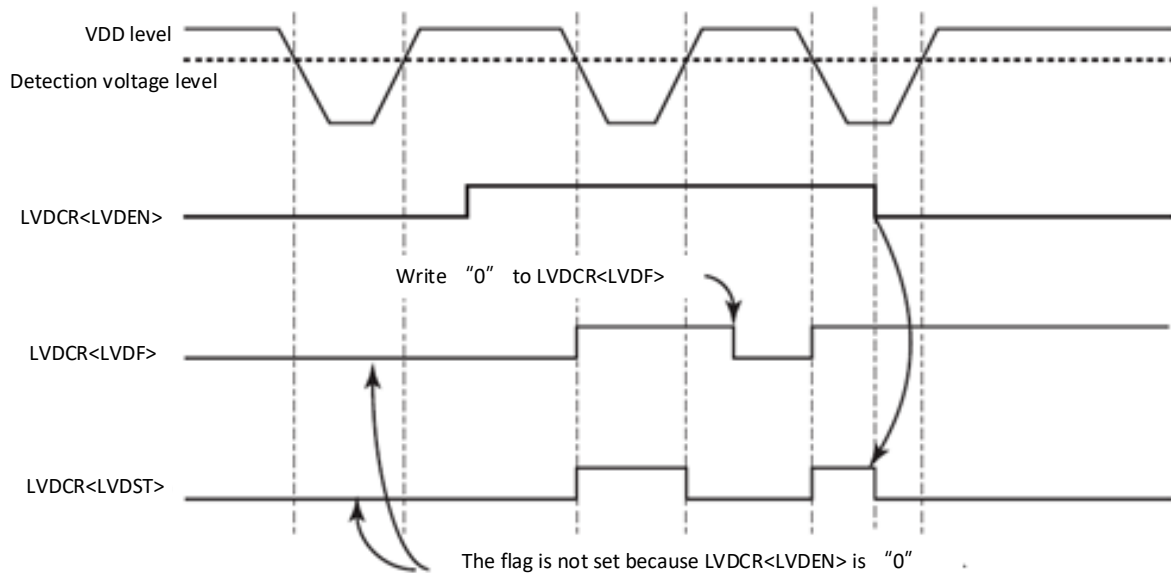 VDD level
Detection voltage level
LVDCR<LVDEN>
Write “0” to LVDCR<LVDF>
LVDCR<LVDF>
LVDCR<LVDST>
The flag is not set because LVDCR<LVDEN> is “0” .